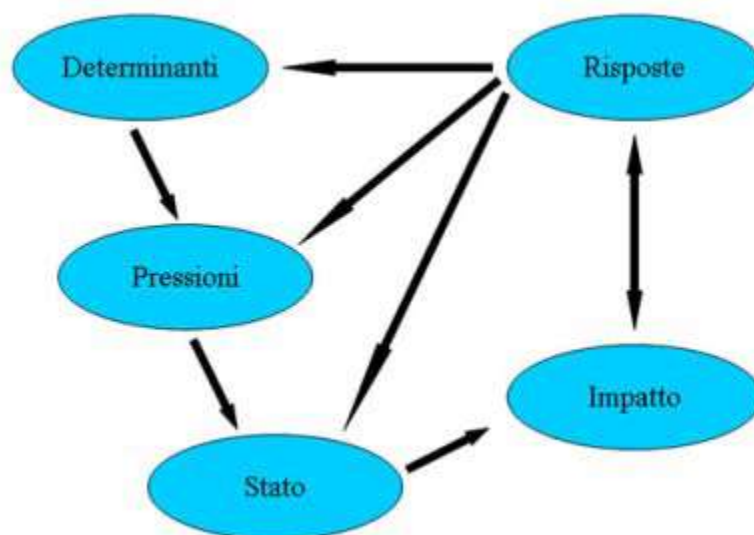 Determinanti
Risposte
Pressioni
Impatto
Stato